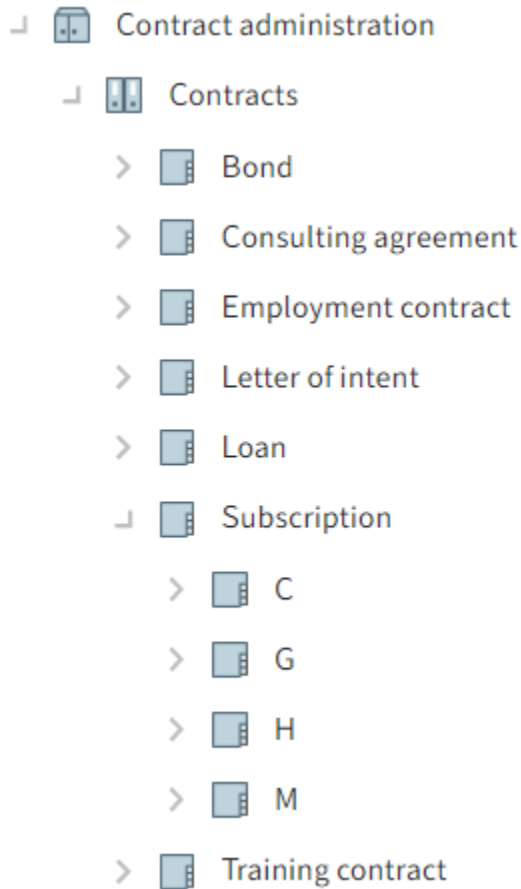 Contract administration
Contracts
Bond
Consulting agreement
Employment contract
Letter of intent
Loan
Subscription
C
G
H
M
Training contract